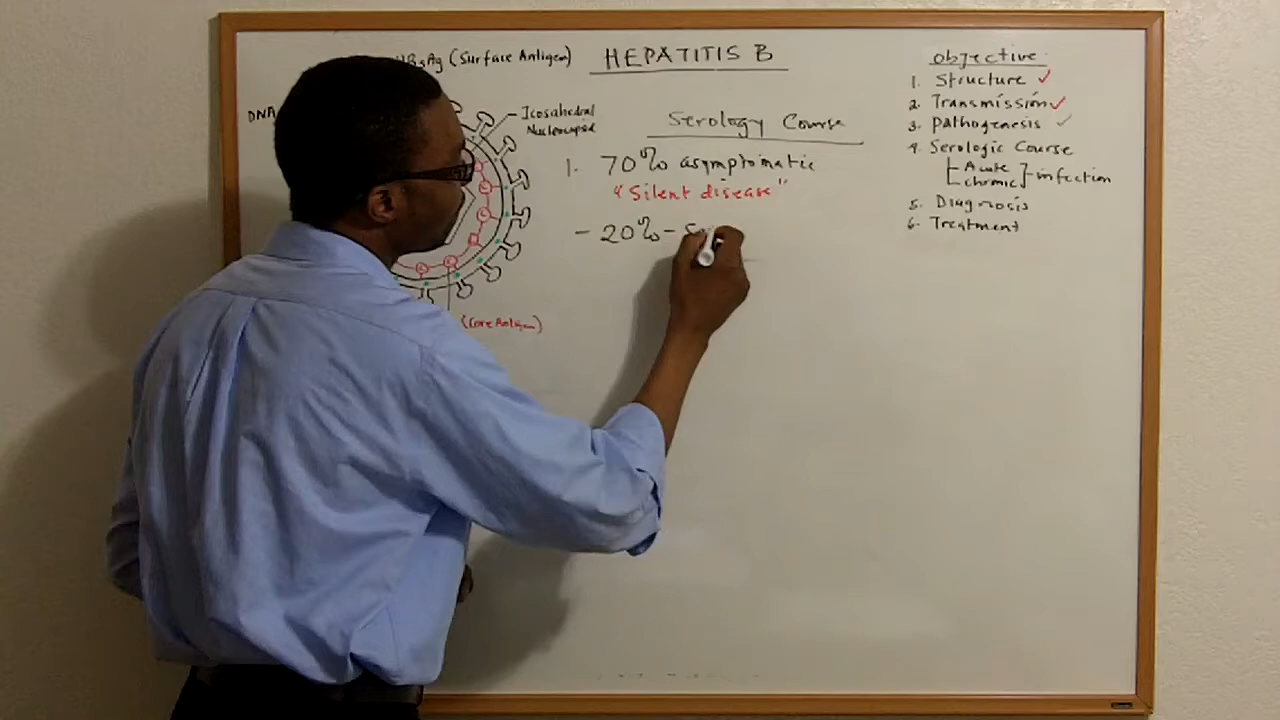 HBsAg (Surface Antigen)
HEPATITIS B
DNA
Icosahedral
Nucleocapsid
(Core Antigen)
Serology Course
1. 70% asymptomatic
"Silent disease"
- 20% -
Objective
1. Structure ✓
2. Transmission ✓
3. Pathogenesis ✓
4. Serologic Course
Acute
chronic
infection
5. Diagnosis
6. Treatment